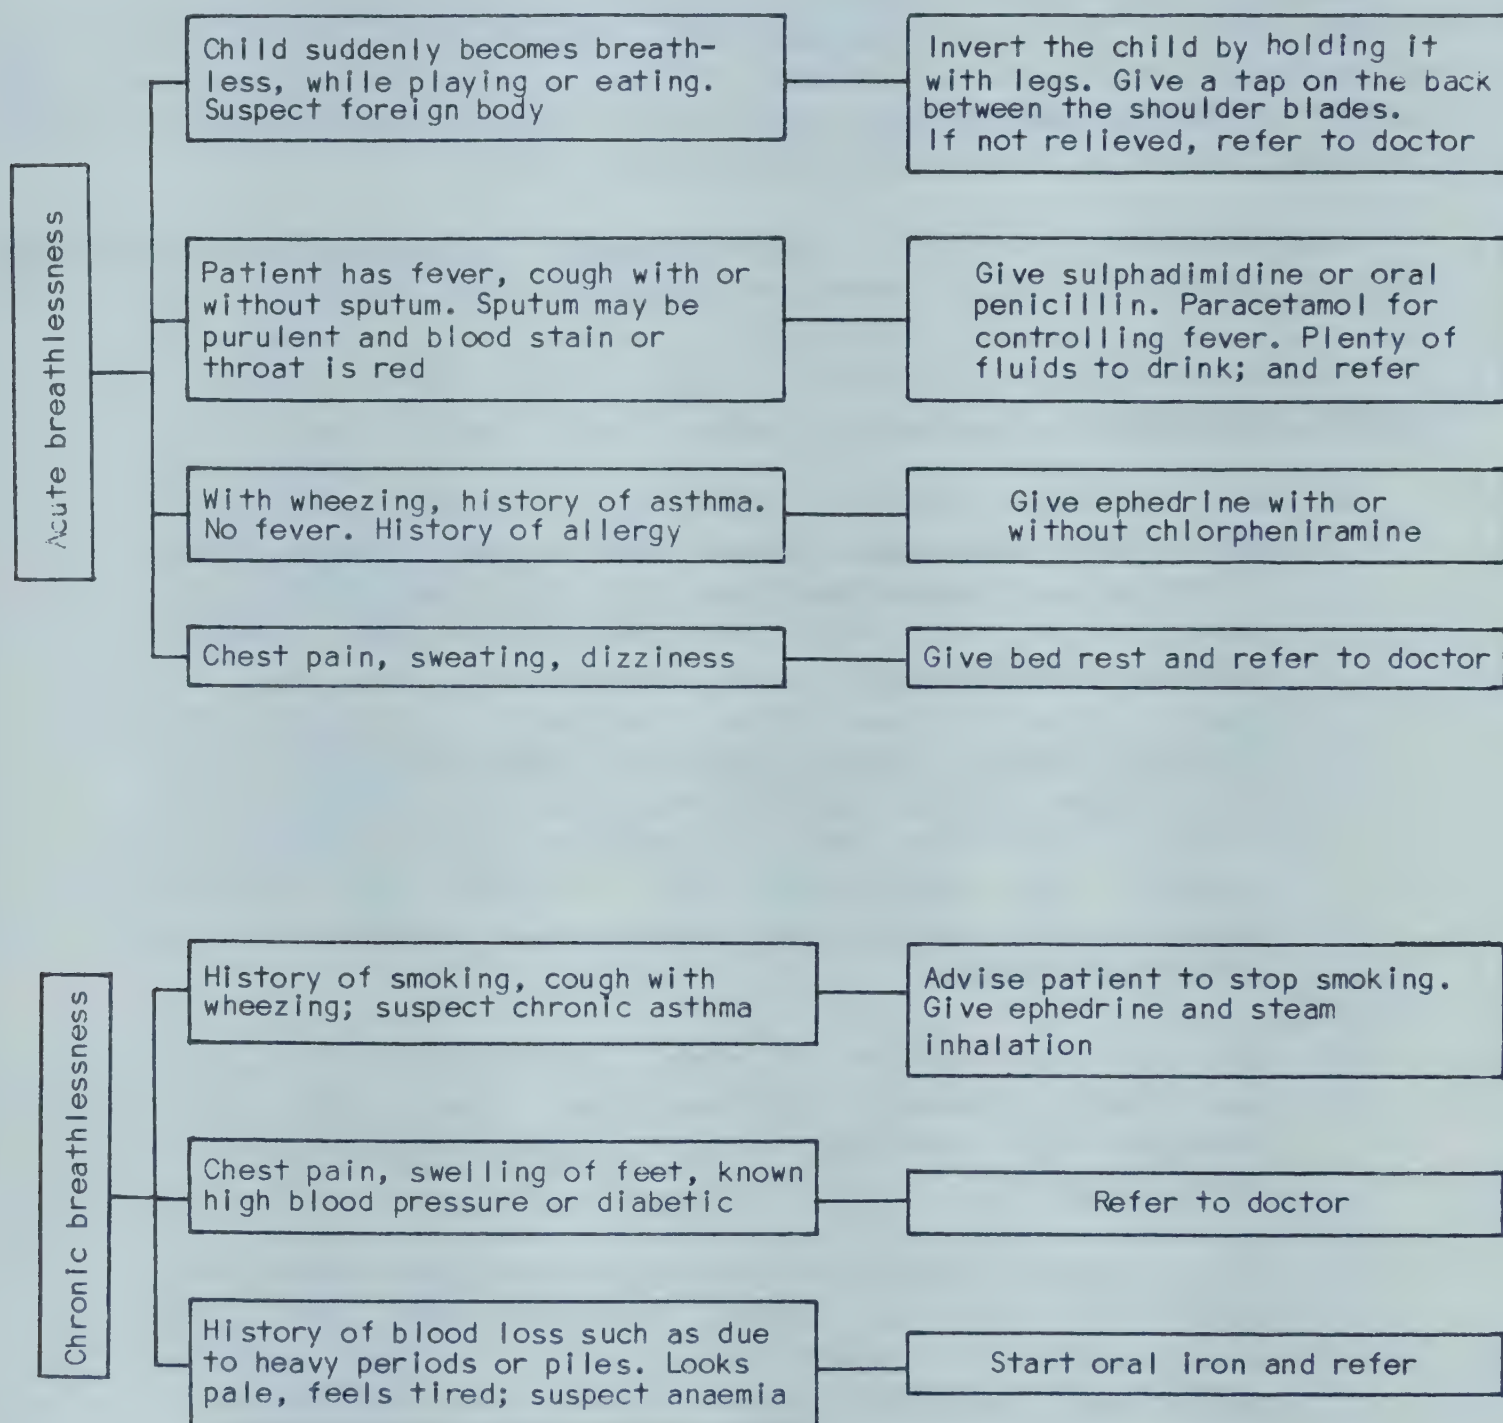 Acute breathlessness
Child suddenly becomes breath-
less, while playing or eating.
Suspect foreign body
Invert the child by holding it
with legs. Give a tap on the back
between the shoulder blades.
If not relieved, refer to doctor
Patient has fever, cough with or
without sputum. Sputum may be
purulent and blood stain or
throat is red
Give sulphadimidine or oral
penicillin. Paracetamol for
controlling fever. Plenty of
fluids to drink; and refer
With wheezing, history of asthma.
No fever. History of allergy
Give ephedrine with or
without chlorpheniramine
Chest pain, sweating, dizziness
Give bed rest and refer to doctor
Chronic breathlessness
History of smoking, cough with
wheezing; suspect chronic asthma
Advise patient to stop smoking.
Give ephedrine and steam
inhalation
Chest pain, swelling of feet, known
high blood pressure or diabetic
Refer to doctor
History of blood loss such as due
to heavy periods or piles. Looks
pale, feels tired; suspect anaemia
Start oral iron and refer